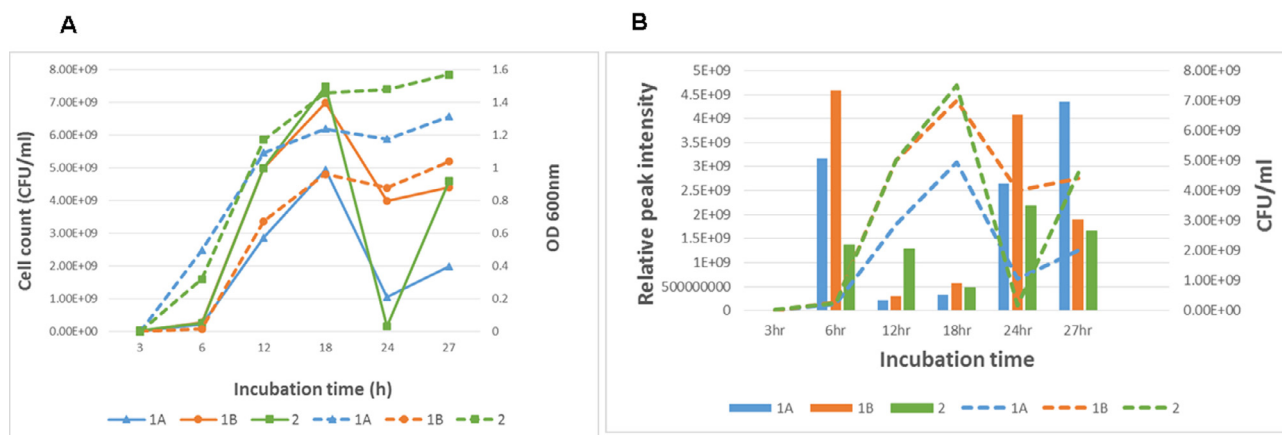 A
B
8.00E+09
7.00E+09
6.00E+09
5.00E+09
4.00E+09
3.00E+09
2.00E+09
1.00E+09
0.00E+00
Cell count (CFU/ml)
1.6
1.4
1.2
1
0.8
0.6
0.4
0.2
0
OD 600nm
3 6 12 18 24 27
Incubation time (h)
1A 1B 2 1A 1B 2
5E+09
4.5E+09
4E+09
3.5E+09
3E+09
2.5E+09
2E+09
1.5E+09
1E+09
500000000
0
Relative peak intensity
8.00E+09
7.00E+09
6.00E+09
5.00E+09
4.00E+09
3.00E+09
2.00E+09
1.00E+09
0.00E+00
CFU/ml
3hr 6hr 12hr 18hr 24hr 27hr
Incubation time
1A 1B 2 1A 1B 2